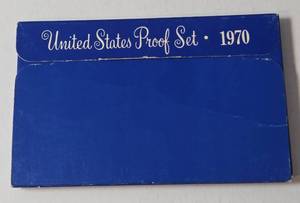 United States Proof Set • 1970